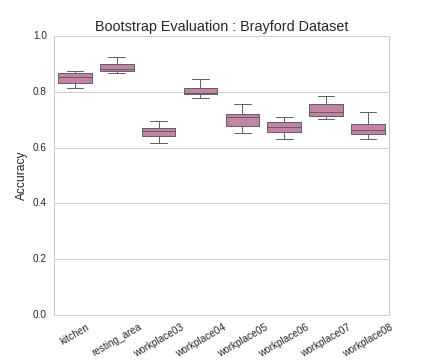 Bootstrap Evaluation : Brayford Dataset
1.0
0.8
0.6
0.4
0.2
0.0
Accuracy
kitchen
resting_area
workplace03
workplace04
workplace05
workplace06
workplace07
workplace08